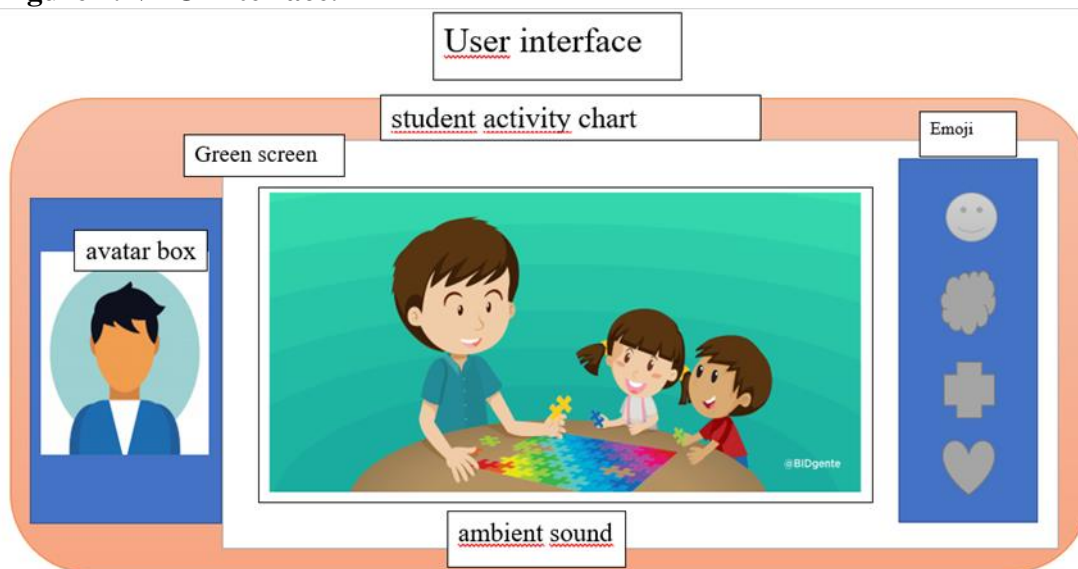 User interface
student activity chart
Emoji
Green screen
avatar box
@BIDgente
ambient sound